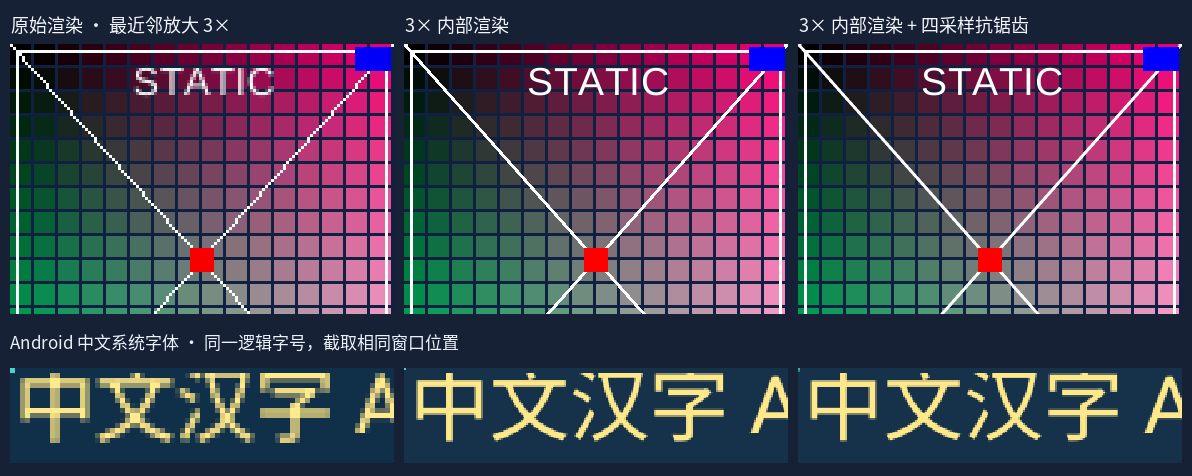 原始渲染 · 最近邻放大 3×
3× 内部渲染
3× 内部渲染 + 四采样抗锯齿
STATIC
STATIC
STATIC
Android 中文系统字体 · 同一逻辑字号，截取相同窗口位置
中文汉字 A
中文汉字 A
中文汉字 A